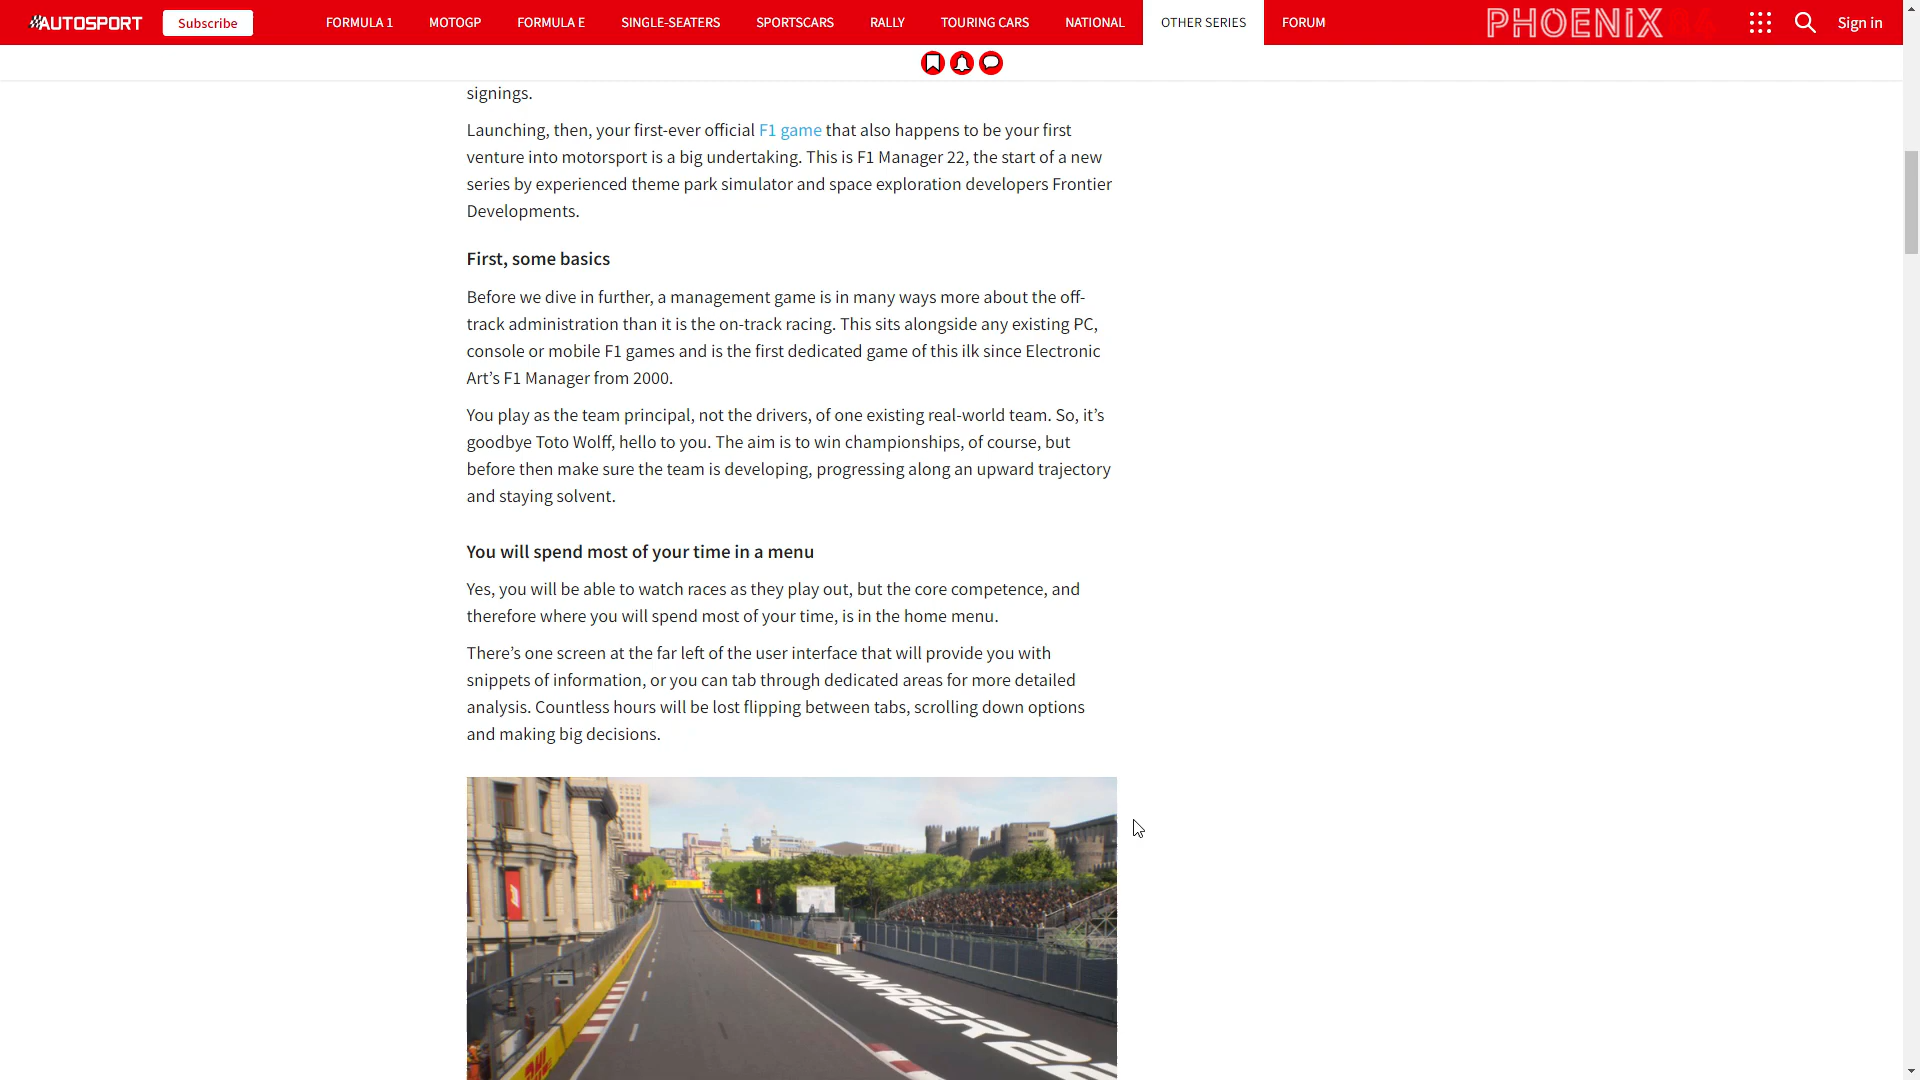 AUTOSPORT
Subscribe
FORMULA 1
MOTOGP
FORMULA E
SINGLE-SEATERS
SPORTSCARS
RALLY
TOURING CARS
NATIONAL
OTHER SERIES
FORUM
PHOENiX
Sign in
signings.
Launching, then, your first-ever official F1 game that also happens to be your first
venture into motorsport is a big undertaking. This is F1 Manager 22, the start of a new
series by experienced theme park simulator and space exploration developers Frontier
Developments.
First, some basics
Before we dive in further, a management game is in many ways more about the off-
track administration than it is the on-track racing. This sits alongside any existing PC,
console or mobile F1 games and is the first dedicated game of this ilk since Electronic
Art’s F1 Manager from 2000.
You play as the team principal, not the drivers, of one existing real-world team. So, it’s
goodbye Toto Wolff, hello to you. The aim is to win championships, of course, but
before then make sure the team is developing, progressing along an upward trajectory
and staying solvent.
You will spend most of your time in a menu
Yes, you will be able to watch races as they play out, but the core competence, and
therefore where you will spend most of your time, is in the home menu.
There’s one screen at the far left of the user interface that will provide you with
snippets of information, or you can tab through dedicated areas for more detailed
analysis. Countless hours will be lost flipping between tabs, scrolling down options
and making big decisions.
MANAGER 22
DHL